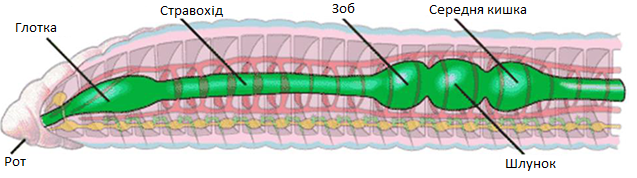 Глотка
Стравохід
Зоб
Середня кишка
Рот
Шлунок